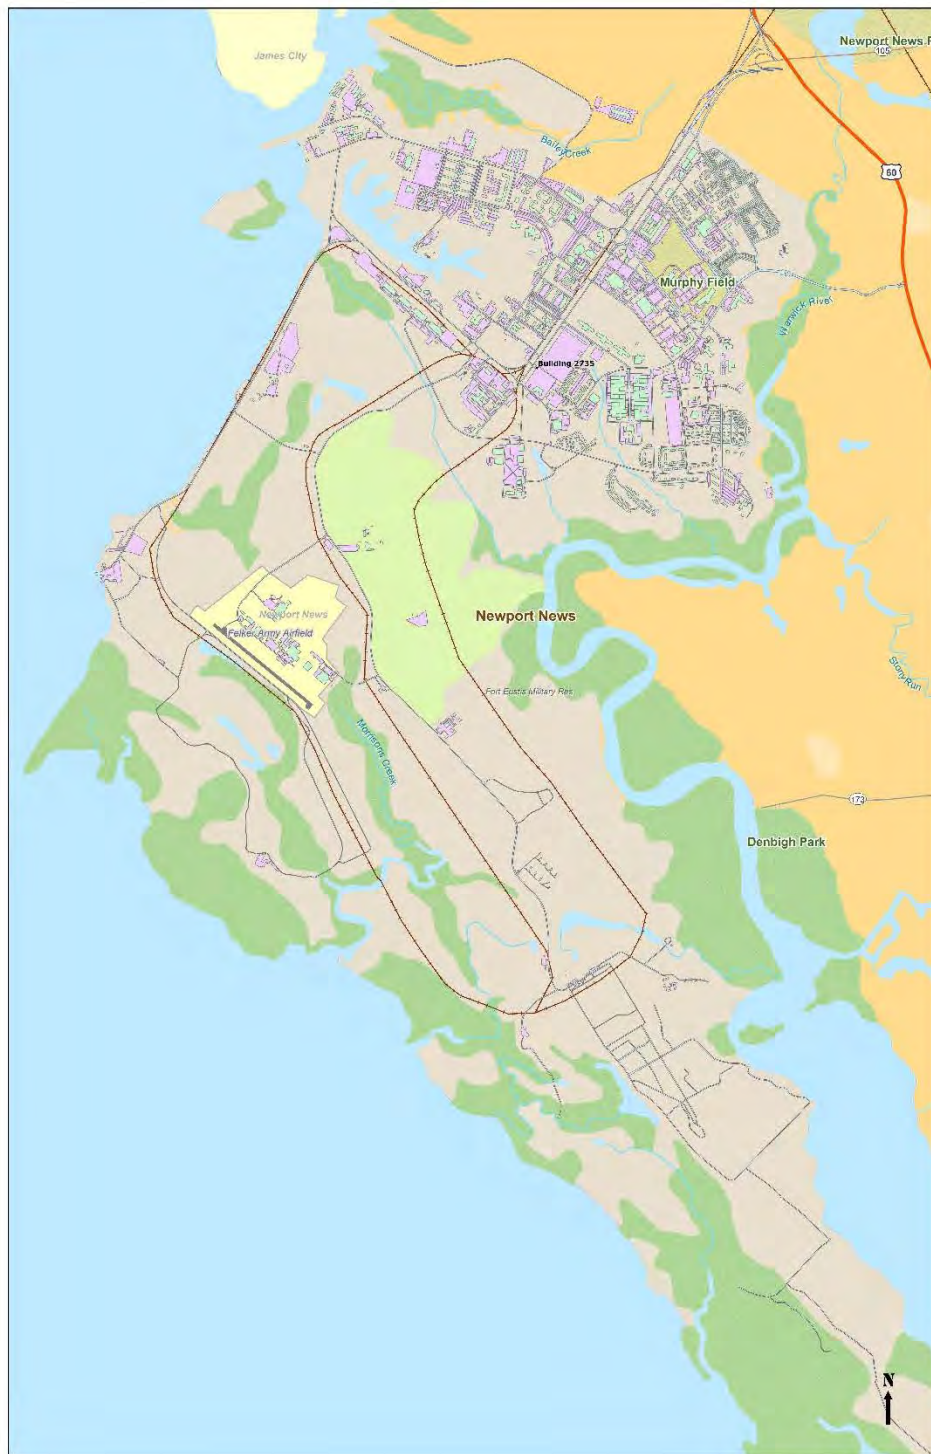 James City
Newport News P
105
Bailey Creek
60
Murphy Field
Warwick River
Building 2735
Newport News
Felker Army Airfield
Newport News
Stony Run
Fort Eustis Military Res
Morrisons Creek
173
Denbigh Park
N